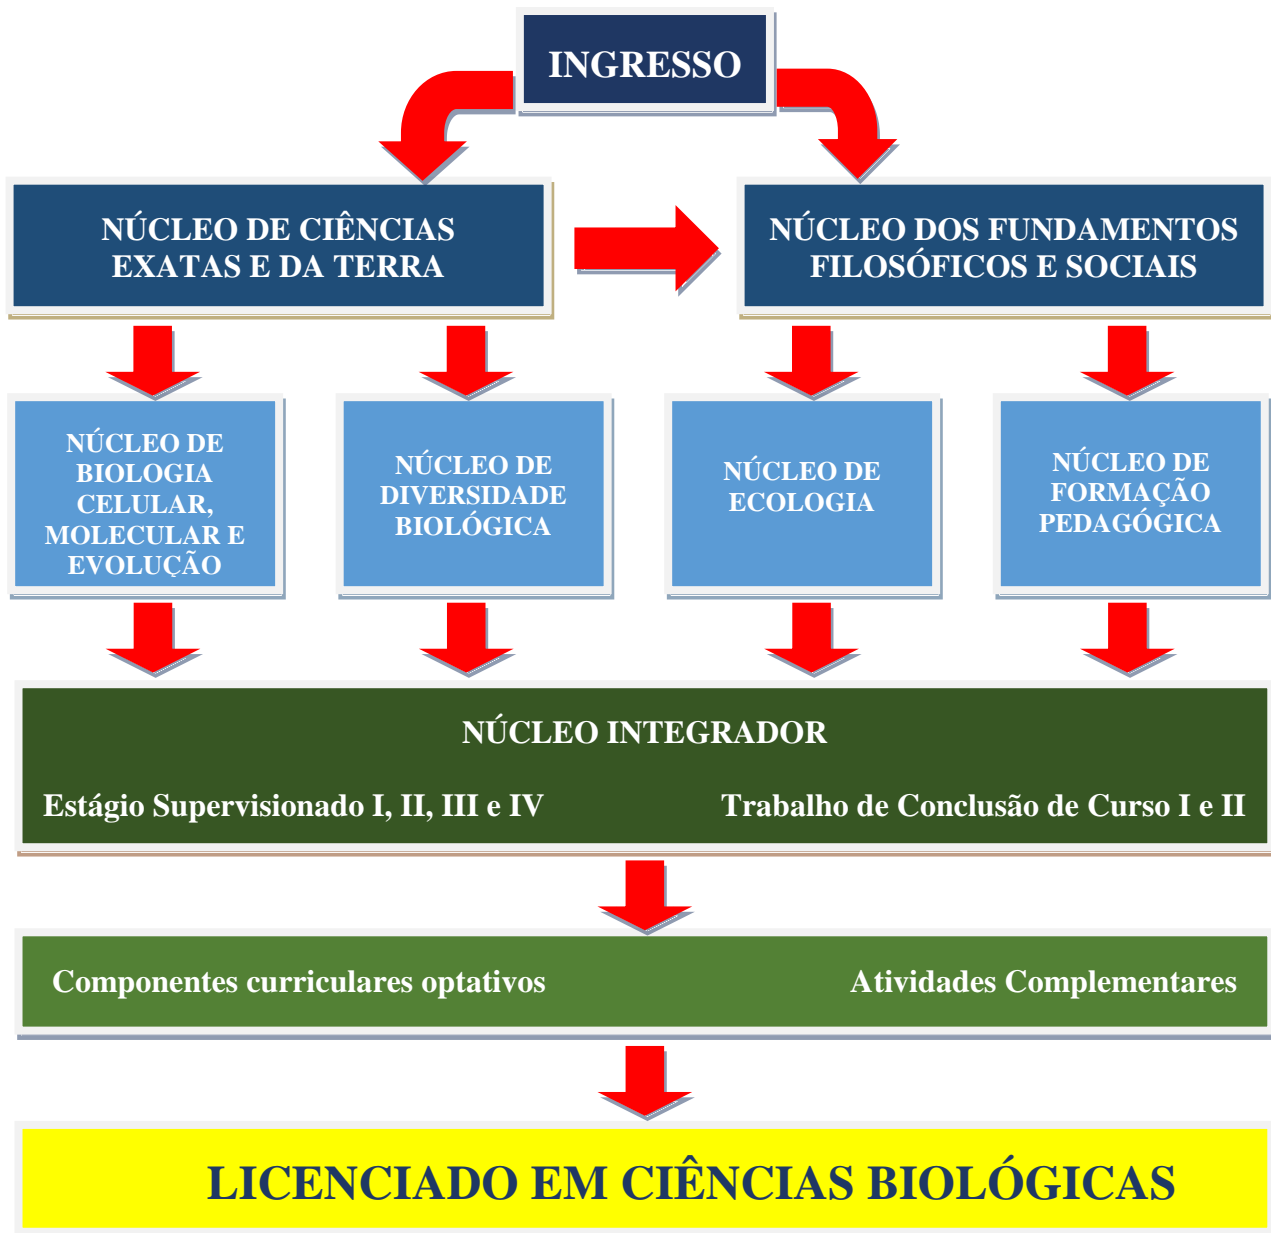 INGRESSO
NÚCLEO DE CIÊNCIAS
EXATAS E DA TERRA
NÚCLEO DOS FUNDAMENTOS
FILOSÓFICOS E SOCIAIS
NÚCLEO DE
BIOLOGIA
CELULAR,
MOLECULAR E
EVOLUÇÃO
NÚCLEO DE
DIVERSIDADE
BIOLÓGICA
NÚCLEO DE
ECOLOGIA
NÚCLEO DE
FORMAÇÃO
PEDAGÓGICA
NÚCLEO INTEGRADOR
Estágio Supervisionado I, II, III e IV
Trabalho de Conclusão de Curso I e II
Componentes curriculares optativos
Atividades Complementares
LICENCIADO EM CIÊNCIAS BIOLÓGICAS